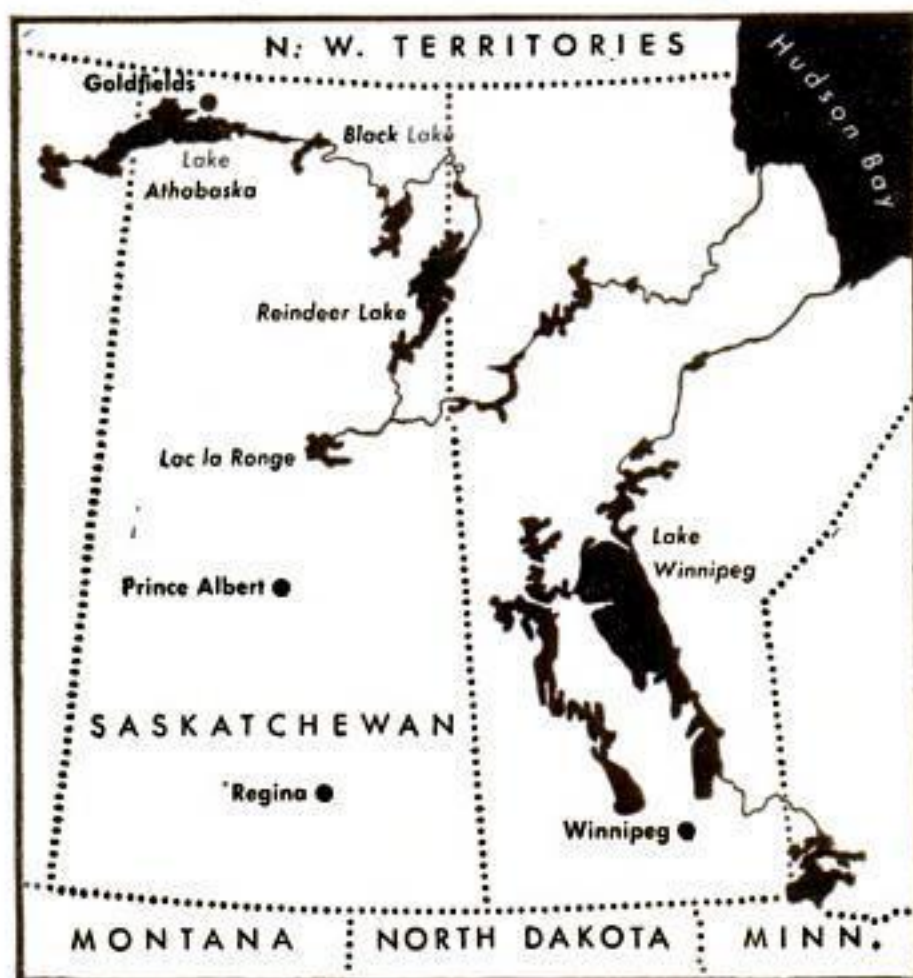 N. W. TERRITORIES
Hudson Bay
Goldfields
Black Lake
Lake
Athabaska
Reindeer Lake
Lac la Ronge
Lake
Winnipeg
Prince Albert
SASKATCHEWAN
Regina
Winnipeg
MONTANA
NORTH DAKOTA
MINN.